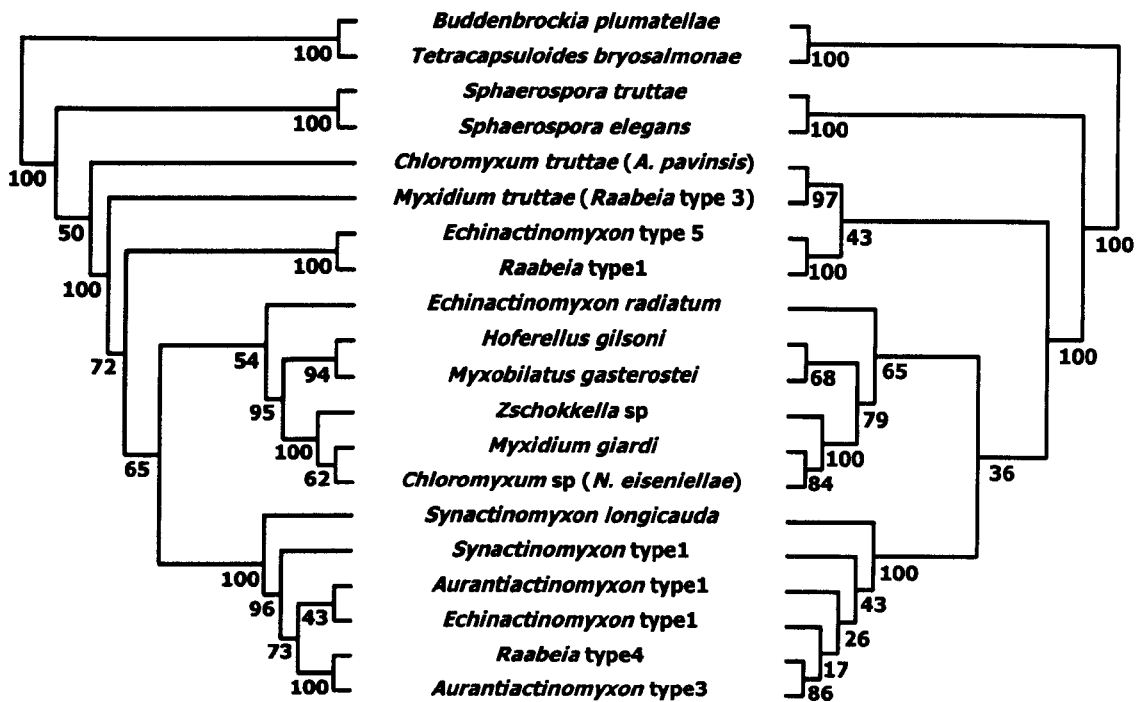 Buddenbrockia plumatellae
100 Tetracapsuloides bryosalmonae 100
Sphaerospora truttae
100 Sphaerospora elegans 100
Chloromyxum truttae (A. pavinsis)
100
Myxidium truttae (Raabeia type 3) 97
50 Echinactinomyxon type 5 43 100
100 Raabeia type1 100
100
Echinactinomyxon radiatum
Hoferellus gilsoni
100
72 54 94 Myxobilatus gasterostei 68 65
95 Zschokkella sp 79
100 Myxidium giardi 100
65 62 Chloromyxum sp (N. eiseniellae) 84 36
Synactinomyxon longicauda
Synactinomyxon type1
100 100
96 Aurantiactinomyxon type1 43
43 Echinactinomyxon type1 26
73 Raabeia type4 17
100 Aurantiactinomyxon type3 86